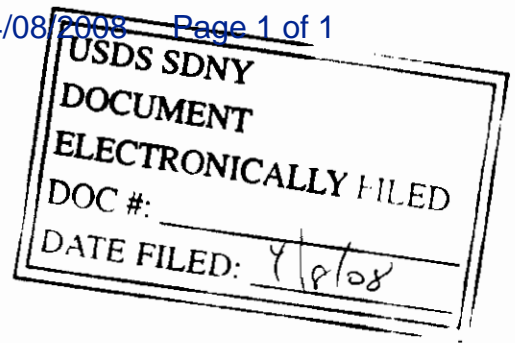 /08/2008 Page 1 of 1
USDS SDNY
DOCUMENT
ELECTRONICALLY FILED
DOC #:
DATE FILED: 4/8/08